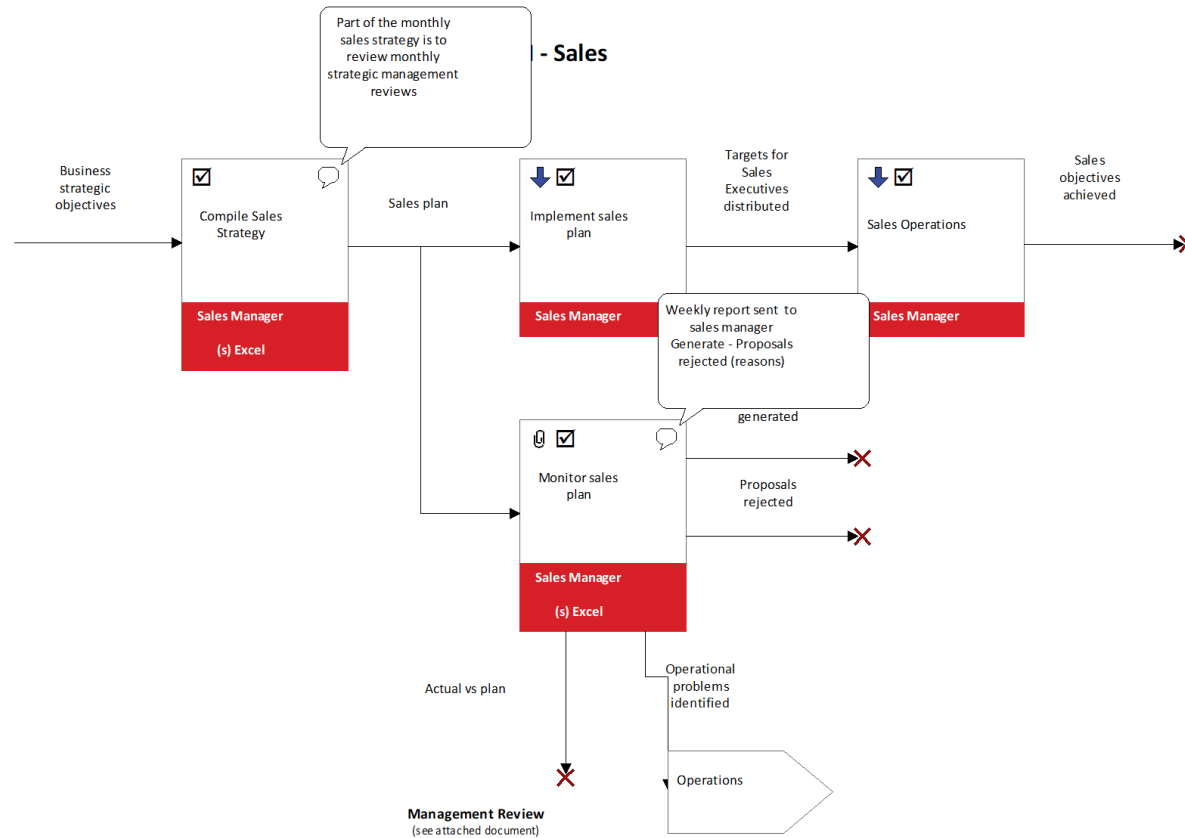 Part of the monthly
sales strategy is to
review monthly
strategic management
reviews
- Sales
Business
strategic
objectives
Compile Sales
Strategy
Sales Manager
(s) Excel
Sales plan
Implement sales
plan
Sales Manager
Targets for
Sales
Executives
distributed
Sales Operations
Sales Manager
Sales
objectives
achieved
Weekly report sent to
sales manager
Generate - Proposals
rejected (reasons)
generated
Monitor sales
plan
Sales Manager
(s) Excel
Proposals
rejected
Actual vs plan
Operational
problems
identified
Operations
Management Review
(see attached document)